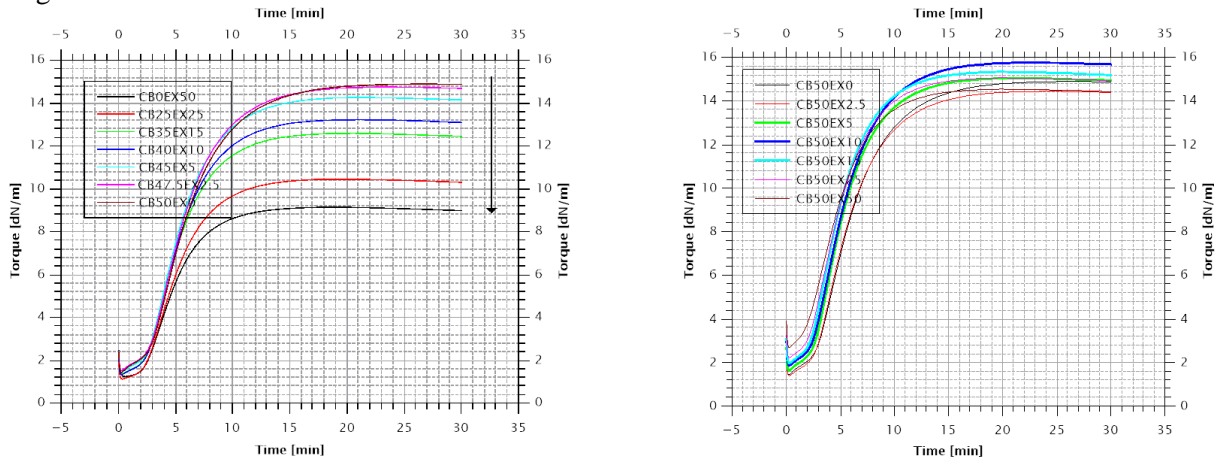 Time [min]
−5 0 5 10 15 20 25 30 35
16 16
14 14
12 12
10 10
8 8
6 6
4 4
2 2
0 0
Torque [dN/m]
Torque [dN/m]
CB0EX50
CB25EX25
CB35EX15
CB40EX10
CB45EX5
CB47.5EX2.5
CB50EX0
−5 0 5 10 15 20 25 30 35
Time [min]
Time [min]
−5 0 5 10 15 20 25 30 35
16 16
14 14
12 12
10 10
8 8
6 6
4 4
2 2
0 0
Torque [dN/m]
Torque [dN/m]
CB50EX0
CB50EX2.5
CB50EX5
CB50EX10
−5 0 5 10 15 20 25 30 35
Time [min]